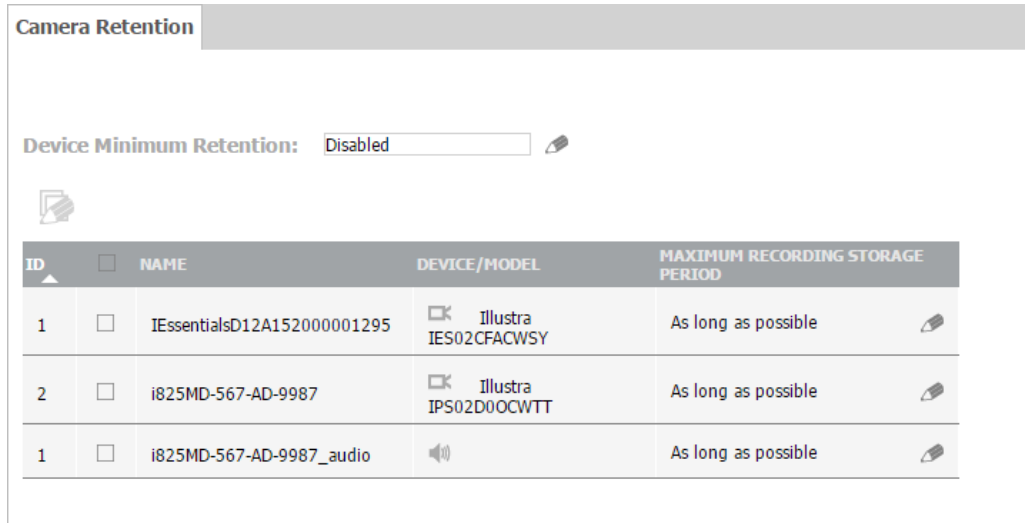 Camera Retention
Device Minimum Retention: Disabled
ID NAME DEVICE/MODEL MAXIMUM RECORDING STORAGE PERIOD
1 IEssentialsD12A152000001295 Illustra IES02CFACWSY As long as possible
2 i825MD-567-AD-9987 Illustra IPS02D0OCWTT As long as possible
1 i825MD-567-AD-9987_audio As long as possible